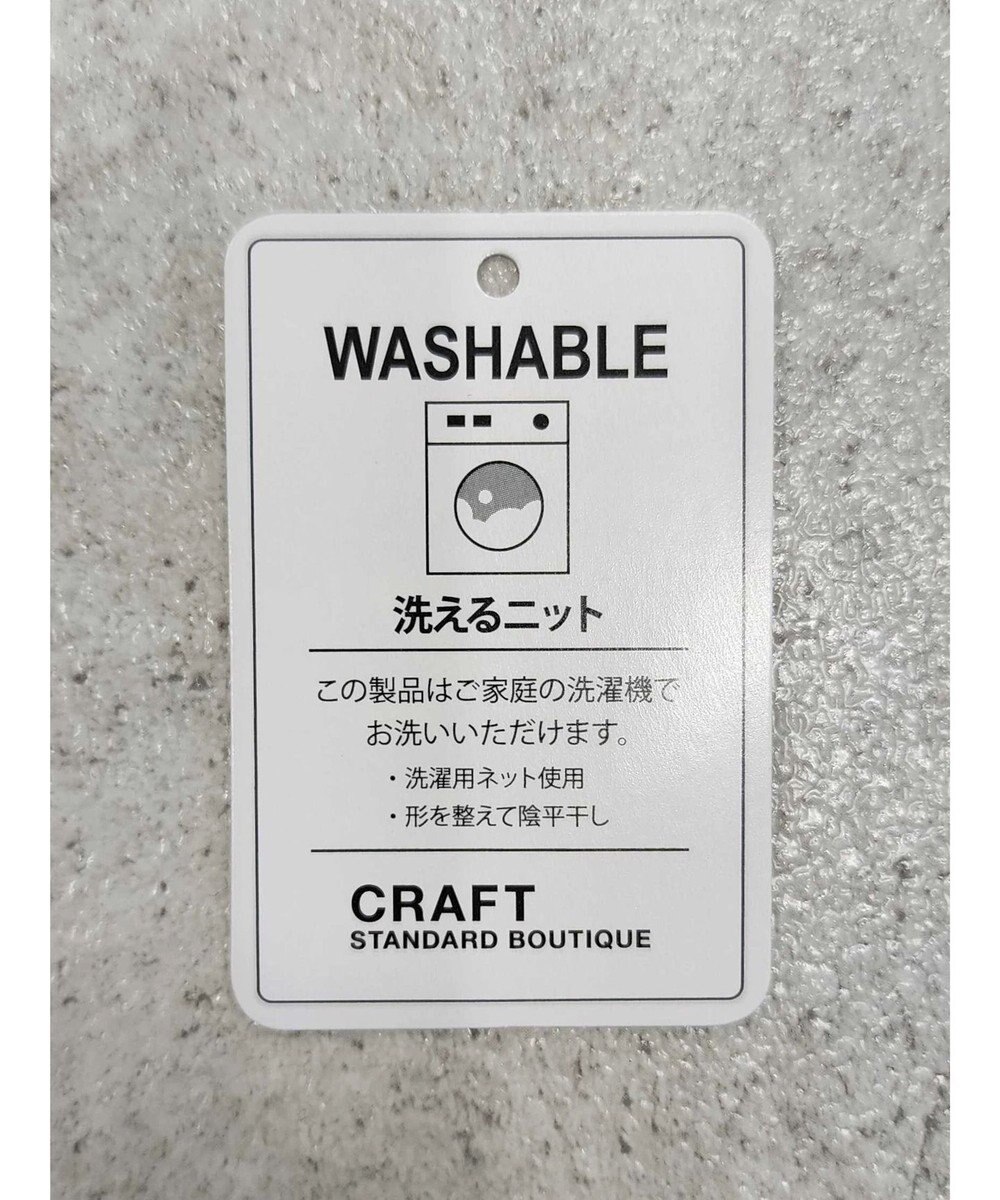 WASHABLE
洗えるニット
この製品はご家庭の洗濯機で
お洗いいただけます。
・洗濯用ネット使用
・形を整えて陰平干し
CRAFT
STANDARD BOUTIQUE